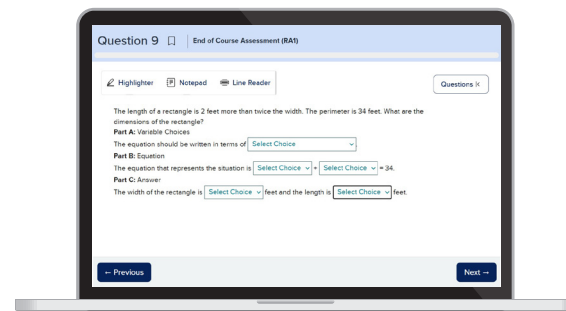 Question 9 End of Course Assessment (RA1)
Highlighter Notepad Line Reader
Questions
The length of a rectangle is 2 feet more than twice the width. The perimeter is 34 feet. What are the
dimensions of the rectangle?
Part A: Variable Choices
The equation should be written in terms of Select Choice .
Part B: Equation
The equation that represents the situation is Select Choice + Select Choice = 34.
Part C: Answer
The width of the rectangle is Select Choice feet and the length is Select Choice feet.
← Previous
Next →